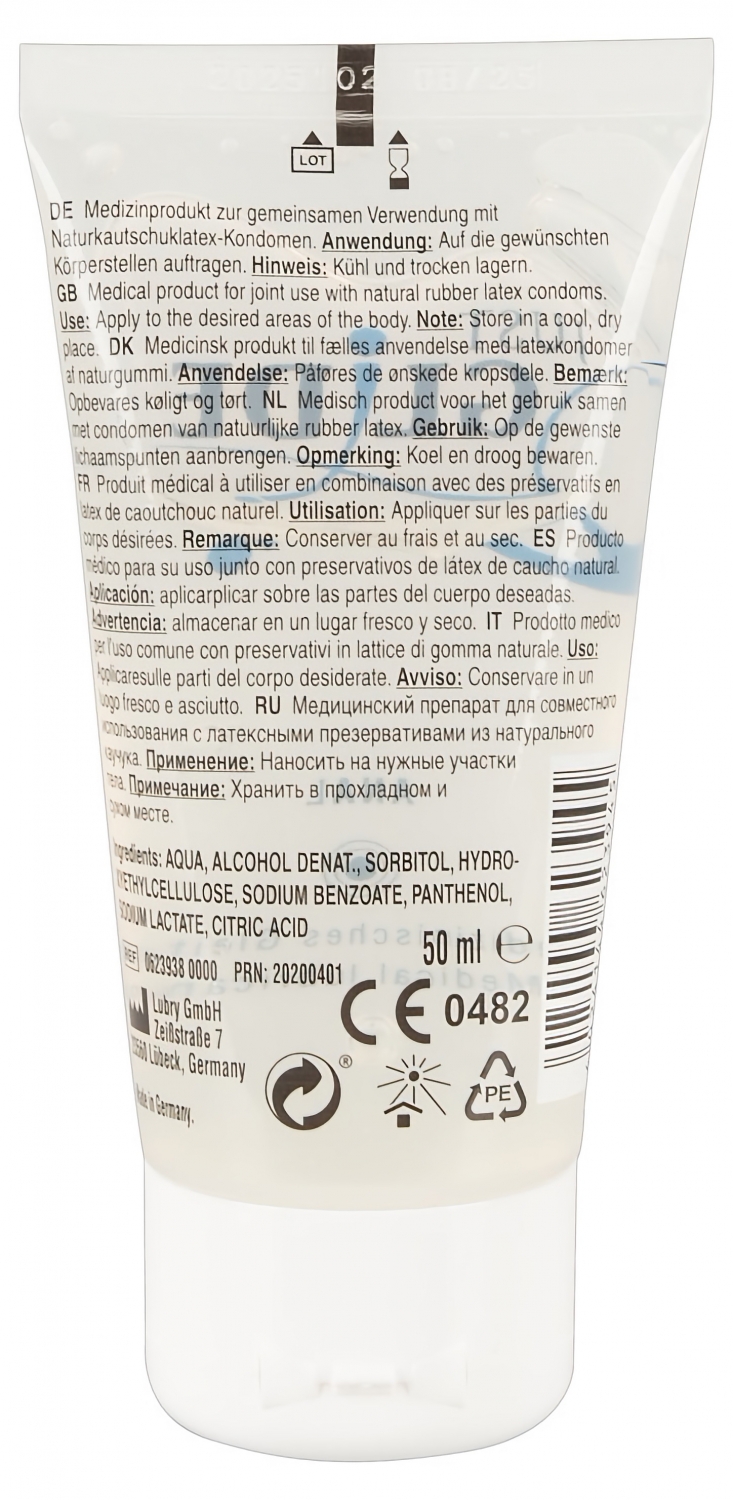 02
LOT
DE Medizinprodukt zur gemeinsamen Verwendung mit
Naturkautschuklatex-Kondomen. Anwendung: Auf die gewünschten
Körperstellen auftragen. Hinweis: Kühl und trocken lagern.
GB Medical product for joint use with natural rubber latex condoms.
Use: Apply to the desired areas of the body. Note: Store in a cool, dry
place. DK Medicinsk produkt til fælles anvendelse med latexkondomer
af naturgummi. Anvendelse: Påføres de ønskede kropsdele. Bemærk:
Opbevares køligt og tørt. NL Medisch product voor het gebruik samen
met condomen van natuurlijke rubber latex. Gebruik: Op de gewenste
lichaamspunten aanbrengen. Opmerking: Koel en droog bewaren.
FR Produit médical à utiliser en combinaison avec des préservatifs en
latex de caoutchouc naturel. Utilisation: Appliquer sur les parties du
corps désirées. Remarque: Conserver au frais et au sec. ES Producto
médico para su uso junto con preservativos de látex de caucho natural.
Aplicación: aplicarplicar sobre las partes del cuerpo deseadas.
Advertencia: almacenar en un lugar fresco y seco. IT Prodotto medico
per l'uso comune con preservativi in lattice di gomma naturale. Uso:
Applicaresulle parti del corpo desiderate. Avviso: Conservare in un
luogo fresco e asciutto. RU Медицинский препарат для совместного
использования с латексными презервативами из натурального
каучука. Применение: Наносить на нужные участки
тела. Примечание: Хранить в прохладном и
сухом месте.
Ingredients: AQUA, ALCOHOL DENAT., SORBITOL, HYDRO-
XYETHYLCELLULOSE, SODIUM BENZOATE, PANTHENOL,
SODIUM LACTATE, CITRIC ACID
50 ml e
REF 0623938 0000 PRN: 20200401
CE 0482
Lubry GmbH
Zeißstraße 7
Lübeck, Germany
Made in Germany.
®
PE